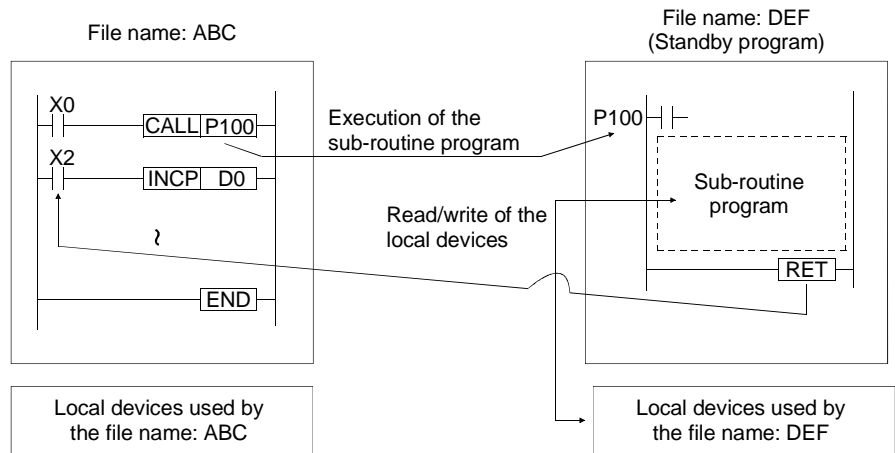 File name: ABC
X0
CALL P100
X2
INCP D0
END
Execution of the
sub-routine program
Read/write of the
local devices
File name: DEF
(Standby program)
P100
Sub-routine
program
RET
Local devices used by
the file name: ABC
Local devices used by
the file name: DEF